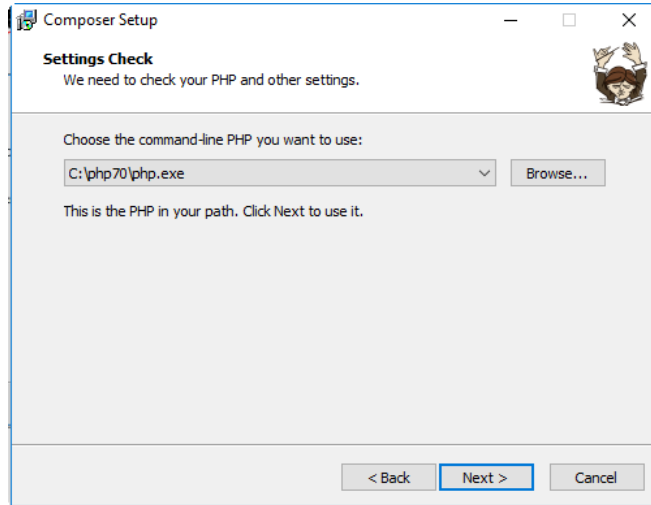 Composer Setup
Settings Check
We need to check your PHP and other settings.
Choose the command-line PHP you want to use:
C:\php70\php.exe
Browse...
This is the PHP in your path. Click Next to use it.
< Back
Next >
Cancel